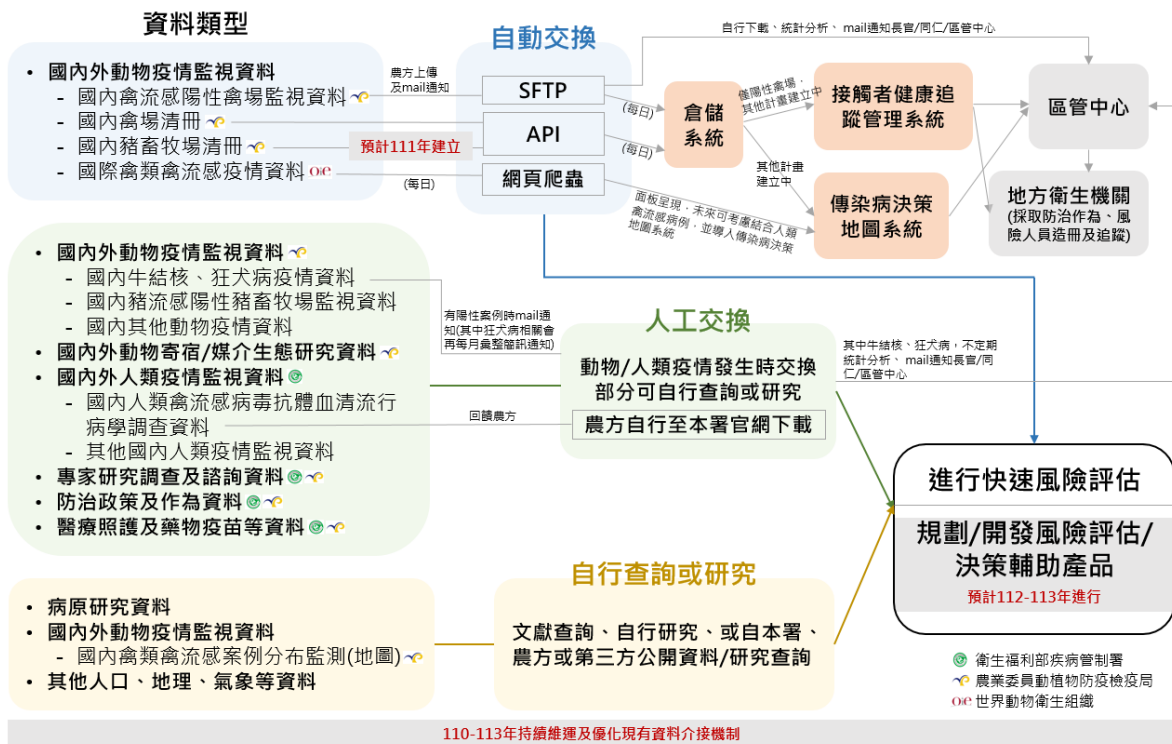 資料類型
• 國內外動物疫情監視資料
- 國內禽流感陽性禽場監視資料
- 國內禽場清冊
- 國內豬畜牧場清冊
- 國際禽類禽流感疫情資料 OiE
農方上傳
及mail通知
預計111年建立
(每日)
自動交換
SFTP
API
網頁爬蟲
自行下載、統計分析、 mail通知長官/同仁/區管中心
(每日)
(每日)
倉儲
系統
僅陽性禽場，
其他計畫建立中
其他計畫
建立中
面板呈現，未來可考慮結合人類
禽流感病例，並導入傳染病決策
地圖系統
接觸者健康追
蹤管理系統
傳染病決策
地圖系統
區管中心
地方衛生機關
(採取防治作為、風
險人員造冊及追蹤)
• 國內外動物疫情監視資料
- 國內牛結核、狂犬病疫情資料
- 國內豬流感陽性豬畜牧場監視資料
- 國內其他動物疫情資料
• 國內外動物寄宿/媒介生態研究資料
• 國內外人類疫情監視資料
- 國內人類禽流感病毒抗體血清流行
病學調查資料
- 其他國內人類疫情監視資料
• 專家研究調查及諮詢資料
• 防治政策及作為資料
• 醫療照護及藥物疫苗等資料
有陽性案例時mail通
知(其中狂犬病相關會
再每月彙整簡訊通知)
回饋農方
人工交換
動物/人類疫情發生時交換
部分可自行查詢或研究
農方自行至本署官網下載
其中牛結核、狂犬病，不定期
統計分析、 mail通知長官/同
仁/區管中心
進行快速風險評估
規劃/開發風險評估/
決策輔助產品
預計112-113年進行
• 病原研究資料
• 國內外動物疫情監視資料
- 國內禽類禽流感案例分布監測(地圖)
• 其他人口、地理、氣象等資料
自行查詢或研究
文獻查詢、自行研究、或自本署、
農方或第三方公開資料/研究查詢
衛生福利部疾病管制署
農業委員動植物防疫檢疫局
OiE 世界動物衛生組織
110-113年持續維運及優化現有資料介接機制